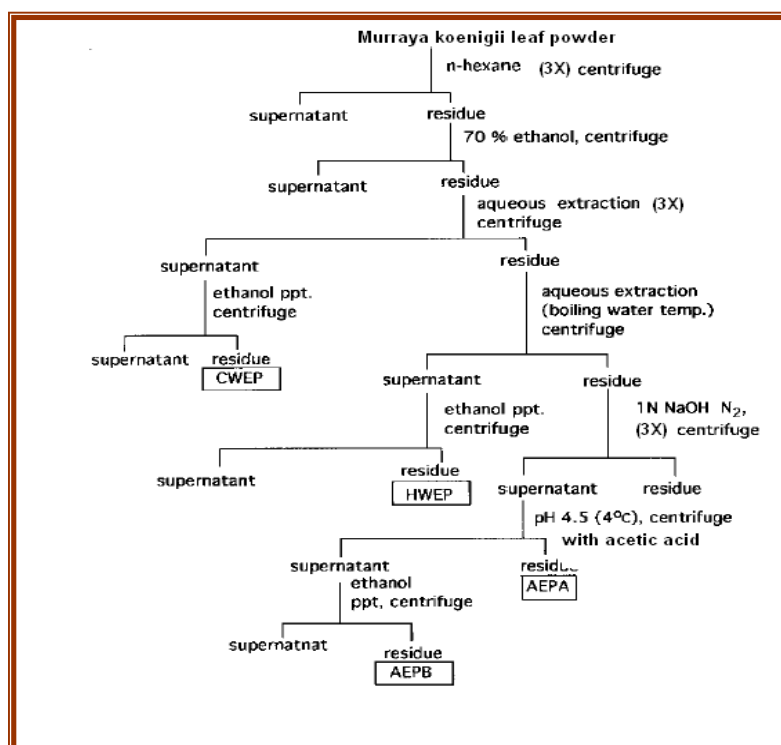 Murraya koenigii leaf powder
n-hexane (3X) centrifuge
supernatant residue
70 % ethanol, centrifuge
supernatant residue
aqueous extraction (3X)
centrifuge
supernatant residue
ethanol ppt.
centrifuge
aqueous extraction
(boiling water temp.)
centrifuge
supernatant residue
CWEP
supernatant residue
ethanol ppt.
centrifuge
1N NaOH N₂,
(3X) centrifuge
supernatant residue
HWEP
supernatant residue
pH 4.5 (4ºC), centrifuge
with acetic acid
supernatant residue
AEPA
ethanol
ppt, centrifuge
supernatnat residue
AEPB